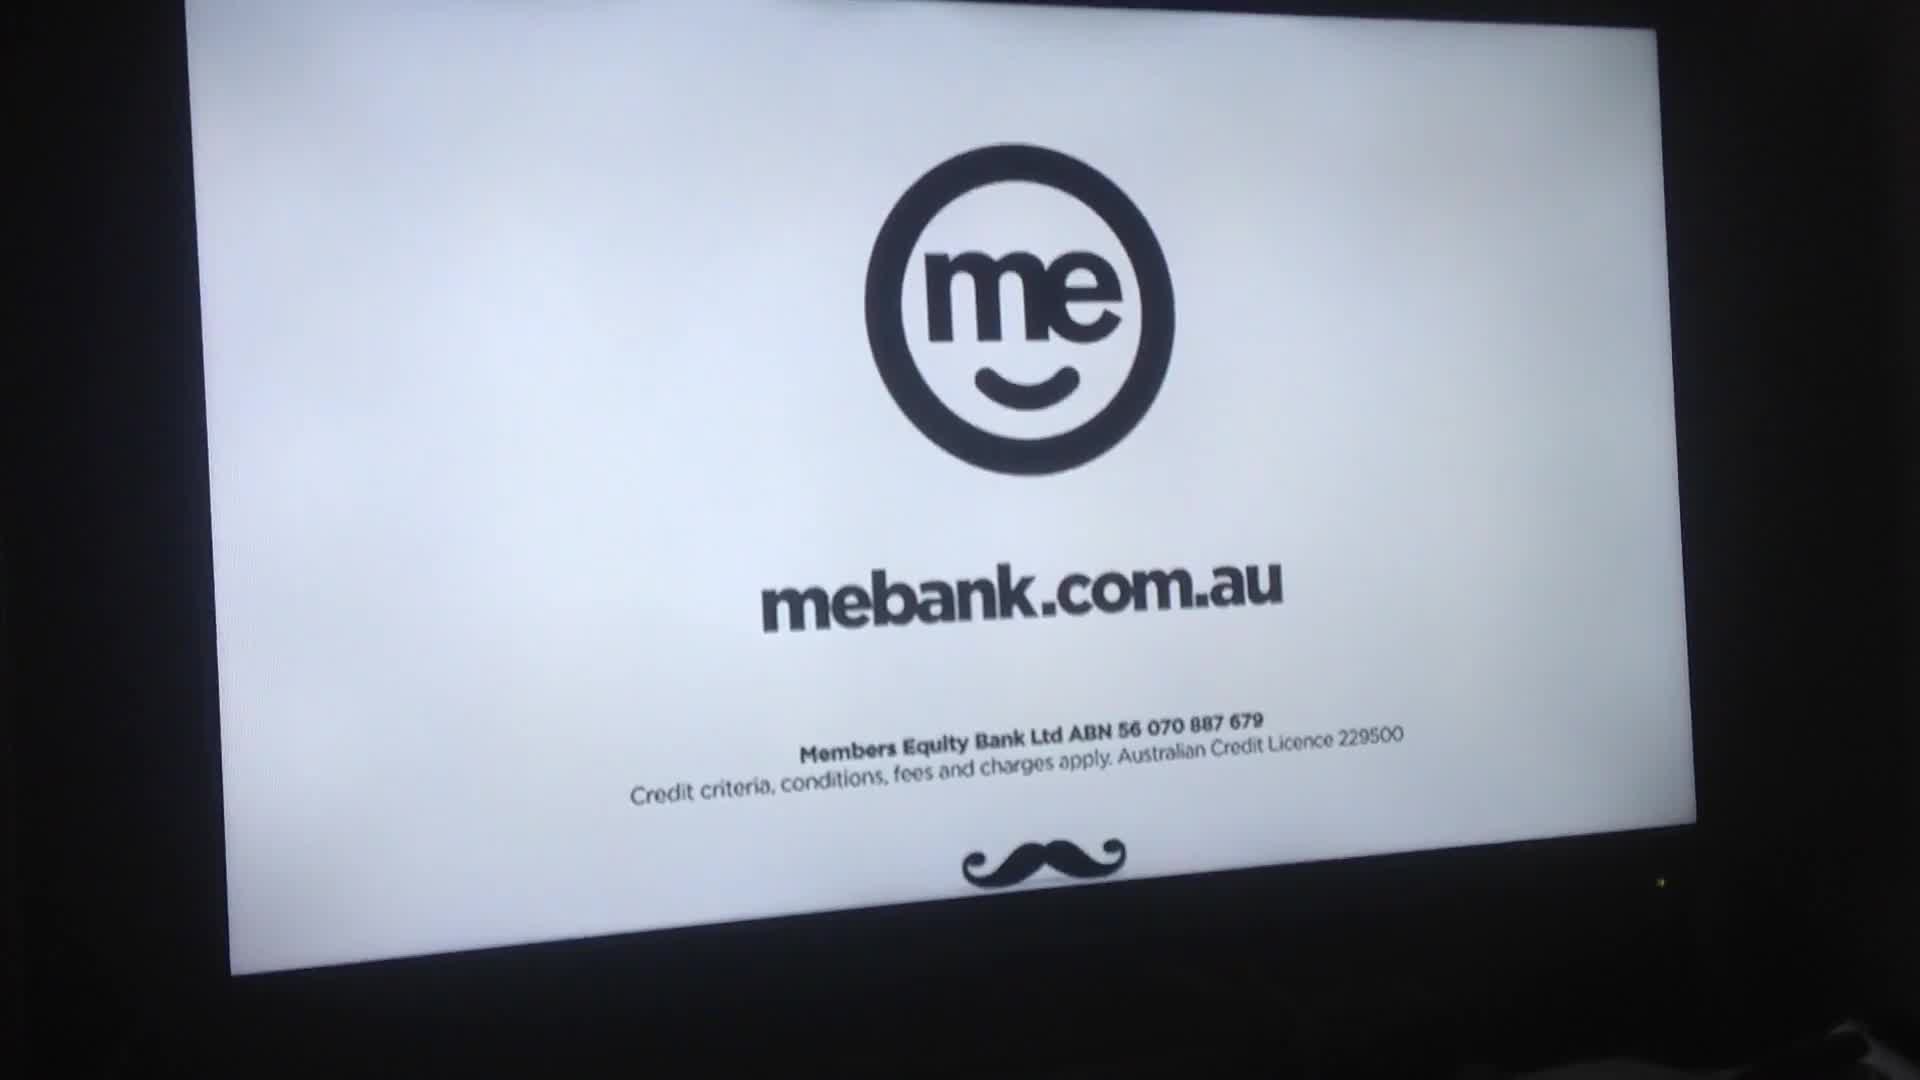 me
mebank.com.au
Members Equity Bank Ltd ABN 56 070 887 679
Credit criteria, conditions, fees and charges apply. Australian Credit Licence 229500